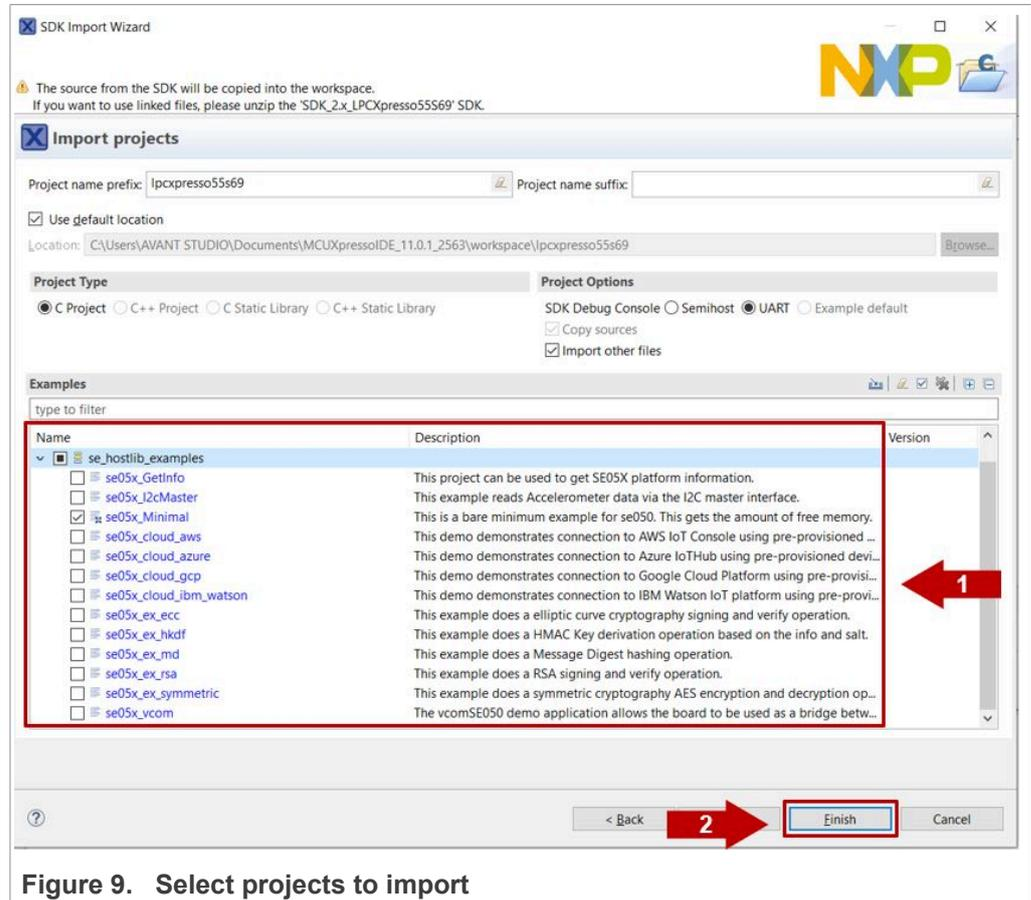 SDK Import Wizard
NXP
The source from the SDK will be copied into the workspace.
If you want to use linked files, please unzip the 'SDK_2.x_LPCXpresso55S69' SDK.
Import projects
Project name prefix: lpcxpresso55s69 Project name suffix:
Use default location
Location: C:\Users\AVANT STUDIO\Documents\MCUXpressoIDE_11.0.1_2563\workspace\lpcxpresso55s69 Browse...
Project Type Project Options
C Project C++ Project C Static Library C++ Static Library SDK Debug Console Semihost UART Example default
Copy sources
Import other files
Examples
type to filter
Name Description Version
se_hostlib_examples
se05x_GetInfo This project can be used to get SE05X platform information.
se05x_I2cMaster This example reads Accelerometer data via the I2C master interface.
se05x_Minimal This is a bare minimum example for se050. This gets the amount of free memory.
se05x_cloud_aws This demo demonstrates connection to AWS IoT Console using pre-provisioned ...
se05x_cloud_azure This demo demonstrates connection to Azure IoTHub using pre-provisioned devi...
se05x_cloud_gcp This demo demonstrates connection to Google Cloud Platform using pre-provisi...
se05x_cloud_ibm_watson This demo demonstrates connection to IBM Watson IoT platform using pre-provi...
1
se05x_ex_ecc This example does a elliptic curve cryptography signing and verify operation.
se05x_ex_hkdf This example does a HMAC Key derivation operation based on the info and salt.
se05x_ex_md This example does a Message Digest hashing operation.
se05x_ex_rsa This example does a RSA signing and verify operation.
se05x_ex_symmetric This example does a symmetric cryptography AES encryption and decryption op...
se05x_vcom The vcomSE050 demo application allows the board to be used as a bridge betw...
< Back 2 Finish Cancel
Figure 9. Select projects to import